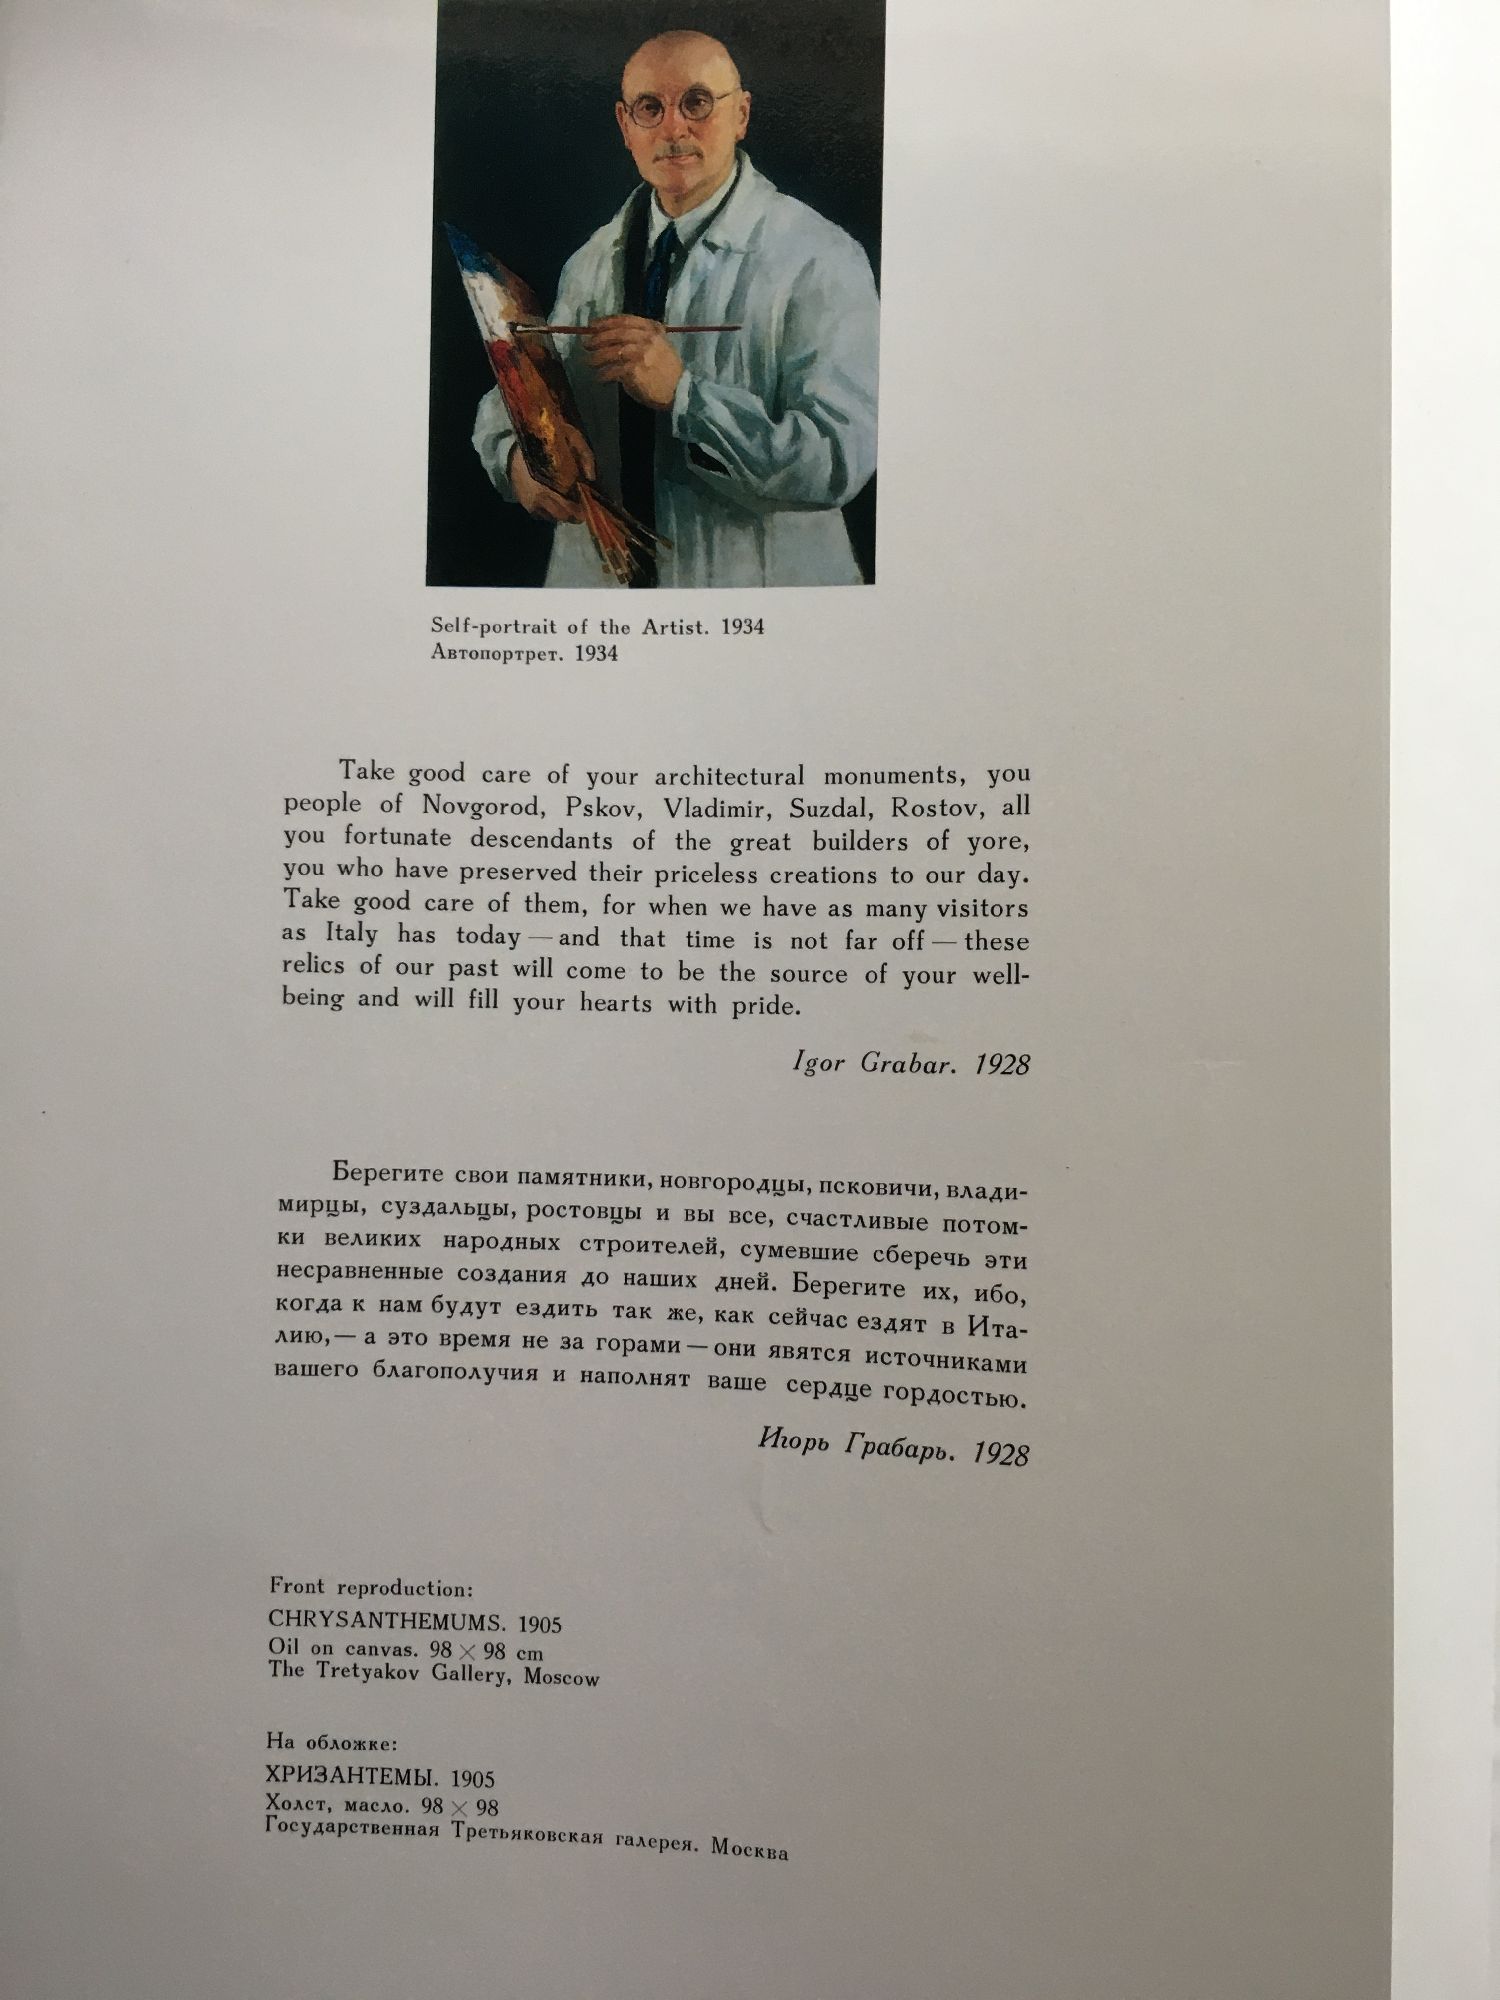 Self-portrait of the Artist. 1934
Автопортрет. 1934
Take good care of your architectural monuments, you
people of Novgorod, Pskov, Vladimir, Suzdal, Rostov, all
you fortunate descendants of the great builders of yore,
you who have preserved their priceless creations to our day.
Take good care of them, for when we have as many visitors
as Italy has today — and that time is not far off — these
relics of our past will come to be the source of your well-
being and will fill your hearts with pride.
Igor Grabar. 1928
Берегите свои памятники, новгородцы, псковичи, влади-
мирцы, суздальцы, ростовцы и вы все, счастливые потом-
ки великих народных строителей, сумевшие сберечь эти
несравненные создания до наших дней. Берегите их, ибо,
когда к нам будут ездить так же, как сейчас ездят в Ита-
лию, — а это время не за горами — они явятся источниками
вашего благополучия и наполнят ваше сердце гордостью.
Игорь Грабарь. 1928
Front reproduction:
CHRYSANTHEMUMS. 1905
Oil on canvas. 98 × 98 cm
The Tretyakov Gallery, Moscow
На обложке:
ХРИЗАНТЕМЫ. 1905
Холст, масло. 98 × 98
Государственная Третьяковская галерея. Москва